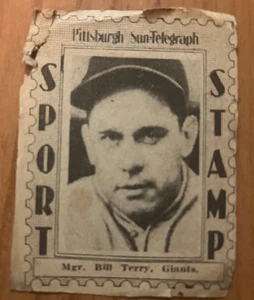 Pittsburgh Sun-Telegraph
SPORT
STAMP
Mgr. Bill Terry, Giants.